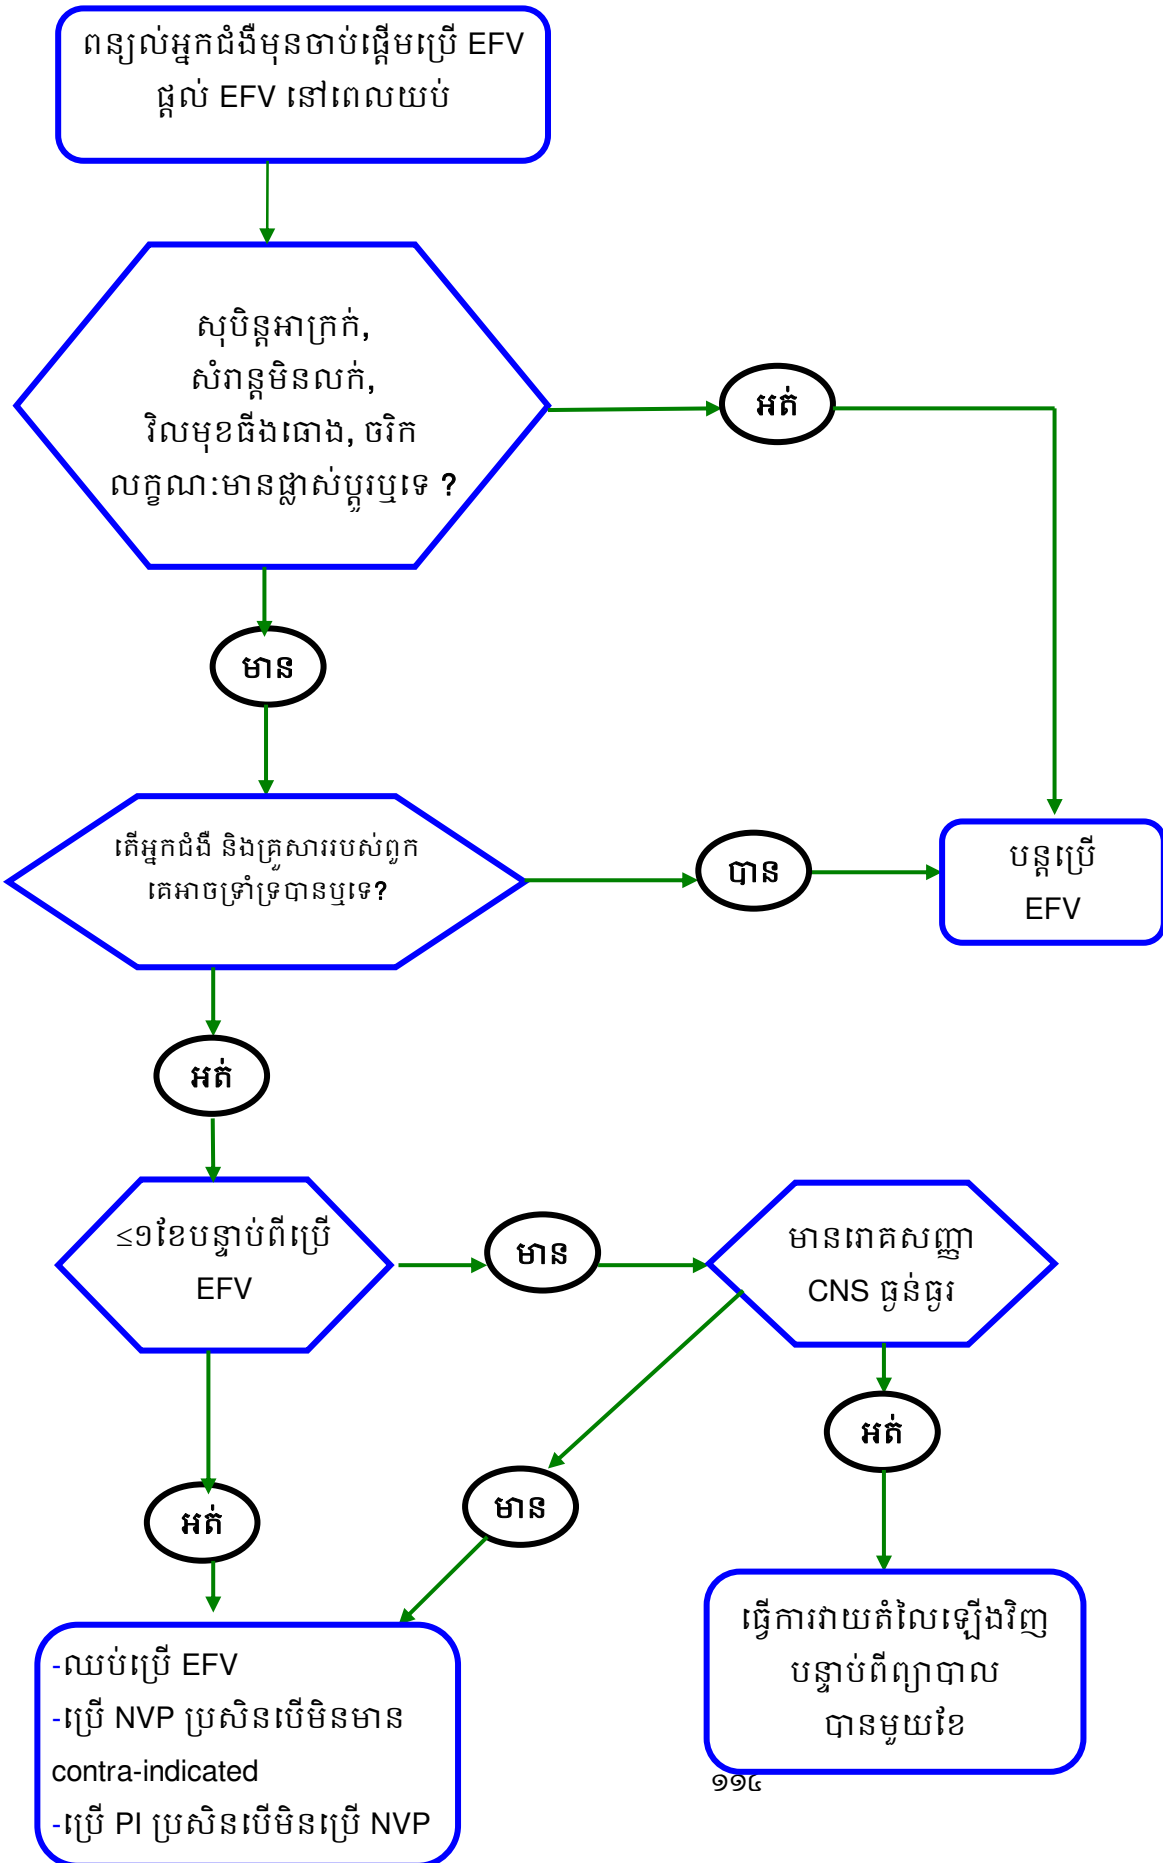 ពន្យល់អ្នកជំងឺមុនចាប់ផ្តើមប្រើ EFV
ផ្តល់ EFV នៅពេលយប់
សុបិន្តអាក្រក់,
សំរាន្តមិនលក់,
វិលមុខធីងធោង, ចរិក
លក្ខណៈមានផ្លាស់ប្តូរឬទេ ?
អត់
មាន
តើអ្នកជំងឺ និងគ្រួសាររបស់ពួក
គេអាចទ្រាំទ្របានឬទេ?
បាន
បន្តប្រើ
EFV
អត់
≤១ខែបន្ទាប់ពីប្រើ
EFV
មាន
មានរោគសញ្ញា
CNS ធ្ងន់ធ្ងរ
អត់
មាន
អត់
ធ្វើការវាយតំលៃឡើងវិញ
បន្ទាប់ពីព្យាបាល
បានមួយខែ
-ឈប់ប្រើ EFV
-ប្រើ NVP ប្រសិនបើមិនមាន
contra-indicated
-ប្រើ PI ប្រសិនបើមិនប្រើ NVP
១១៤